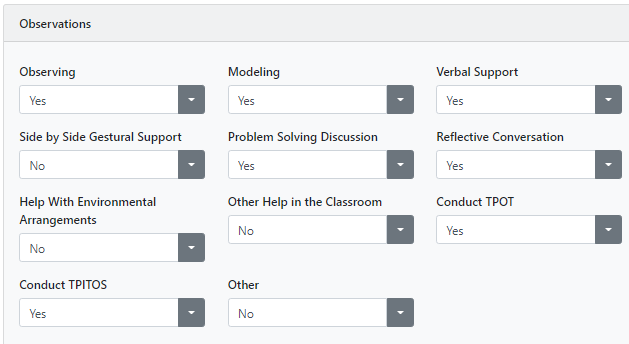 Observations
Observing Modeling Verbal Support
Yes Yes Yes
Side by Side Gestural Support Problem Solving Discussion Reflective Conversation
No Yes Yes
Help With Environmental
Arrangements
Other Help in the Classroom Conduct TPOT
No No Yes
Conduct TPITOS Other
Yes No